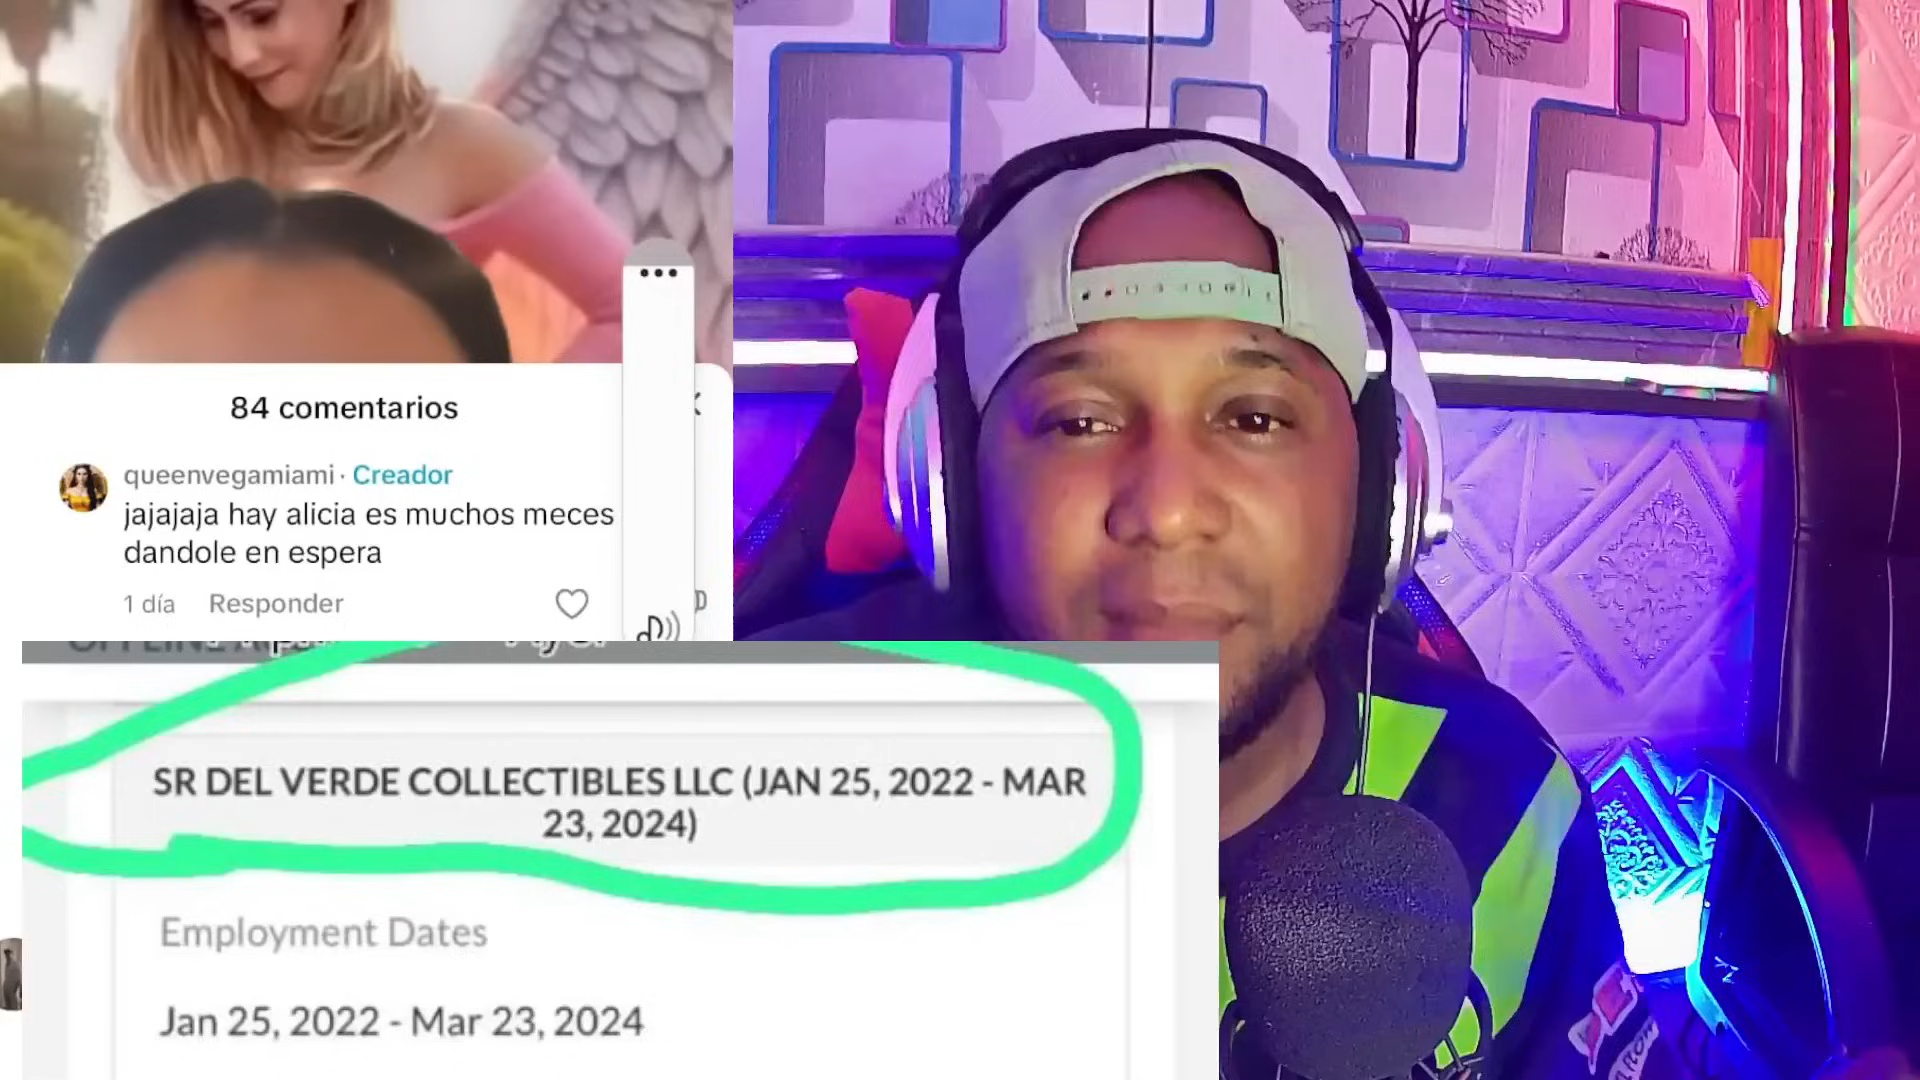 84 comentarios
queenvegamiami · Creador
jajajaja hay alicia es muchos meces
dandole en espera
1 día Responder
SR DEL VERDE COLLECTIBLES LLC (JAN 25, 2022 - MAR
23, 2024)
Employment Dates
Jan 25, 2022 - Mar 23, 2024